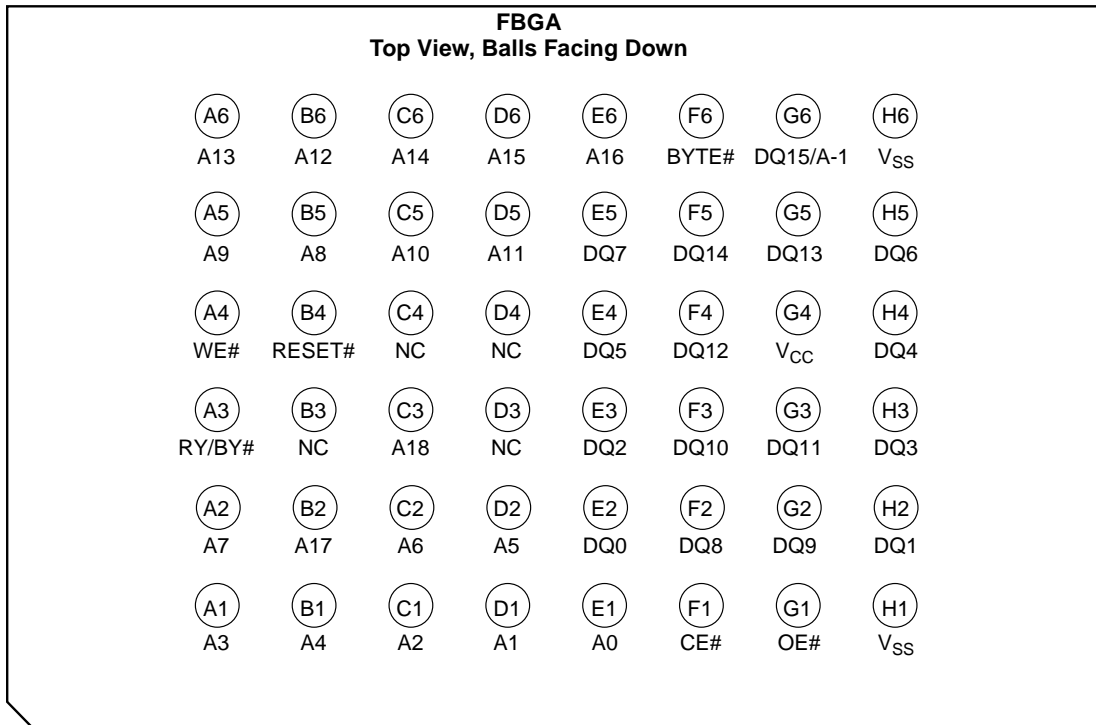 FBGA
Top View, Balls Facing Down
A6 B6 C6 D6 E6 F6 G6 H6
A13 A12 A14 A15 A16 BYTE# DQ15/A-1 VSS
A5 B5 C5 D5 E5 F5 G5 H5
A9 A8 A10 A11 DQ7 DQ14 DQ13 DQ6
A4 B4 C4 D4 E4 F4 G4 H4
WE# RESET# NC NC DQ5 DQ12 VCC DQ4
A3 B3 C3 D3 E3 F3 G3 H3
RY/BY# NC A18 NC DQ2 DQ10 DQ11 DQ3
A2 B2 C2 D2 E2 F2 G2 H2
A7 A17 A6 A5 DQ0 DQ8 DQ9 DQ1
A1 B1 C1 D1 E1 F1 G1 H1
A3 A4 A2 A1 A0 CE# OE# VSS